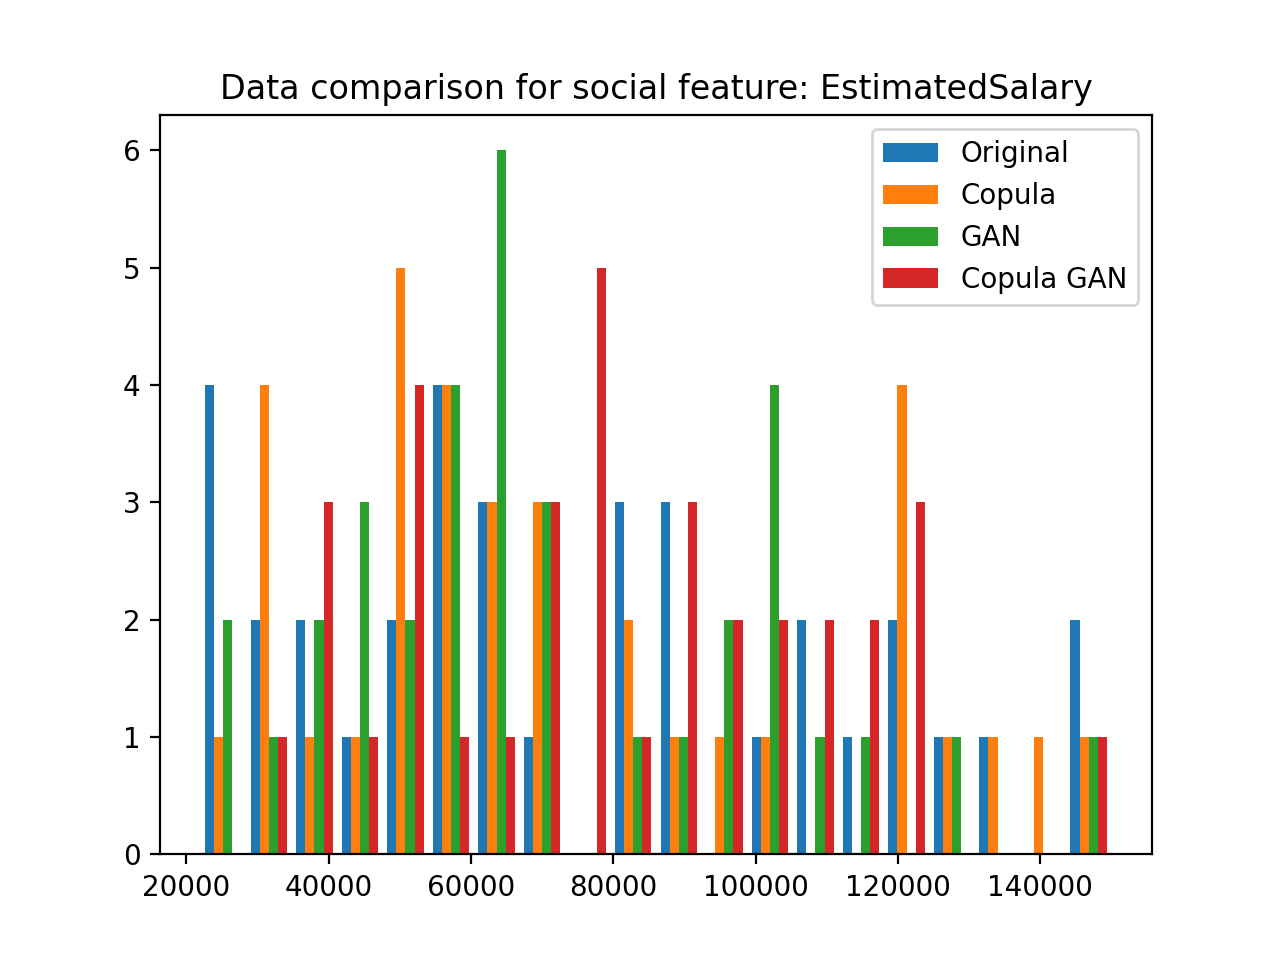 Data comparison for social feature: EstimatedSalary
Original
Copula
GAN
Copula GAN
6
5
4
3
2
1
0
20000 40000 60000 80000 100000 120000 140000